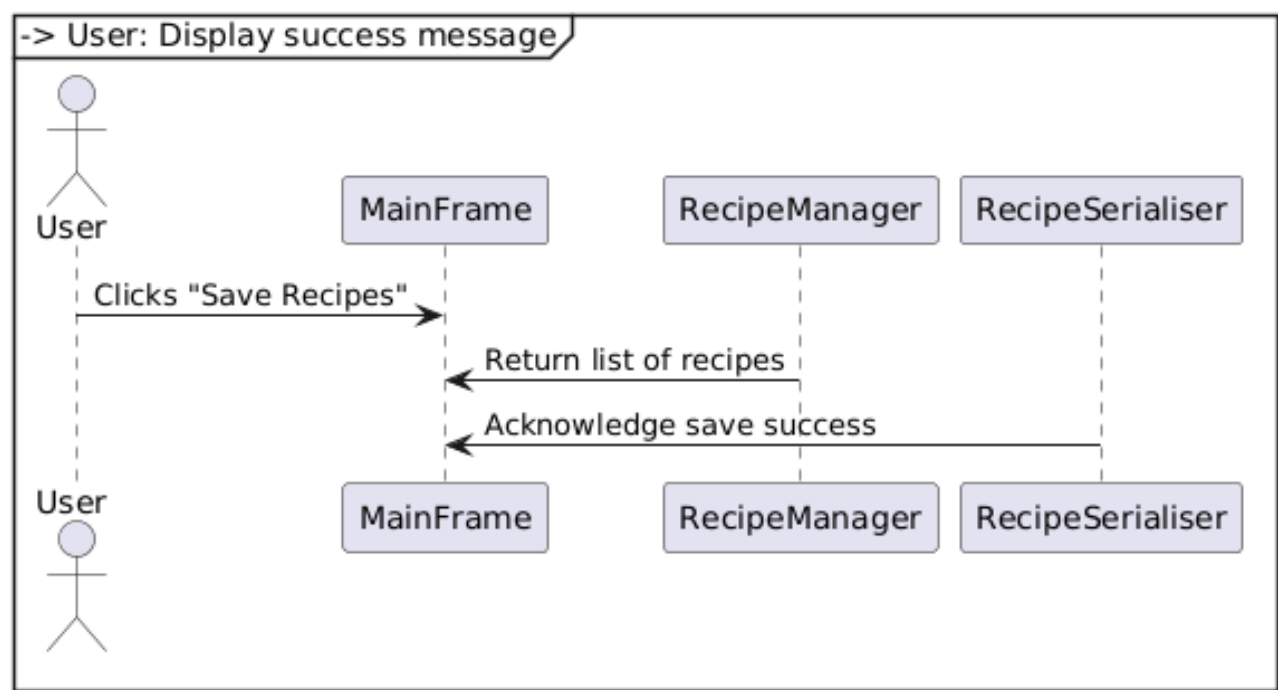 -> User: Display success message
User
MainFrame
RecipeManager
RecipeSerialiser
Clicks "Save Recipes"
Return list of recipes
Acknowledge save success
User
MainFrame
RecipeManager
RecipeSerialiser